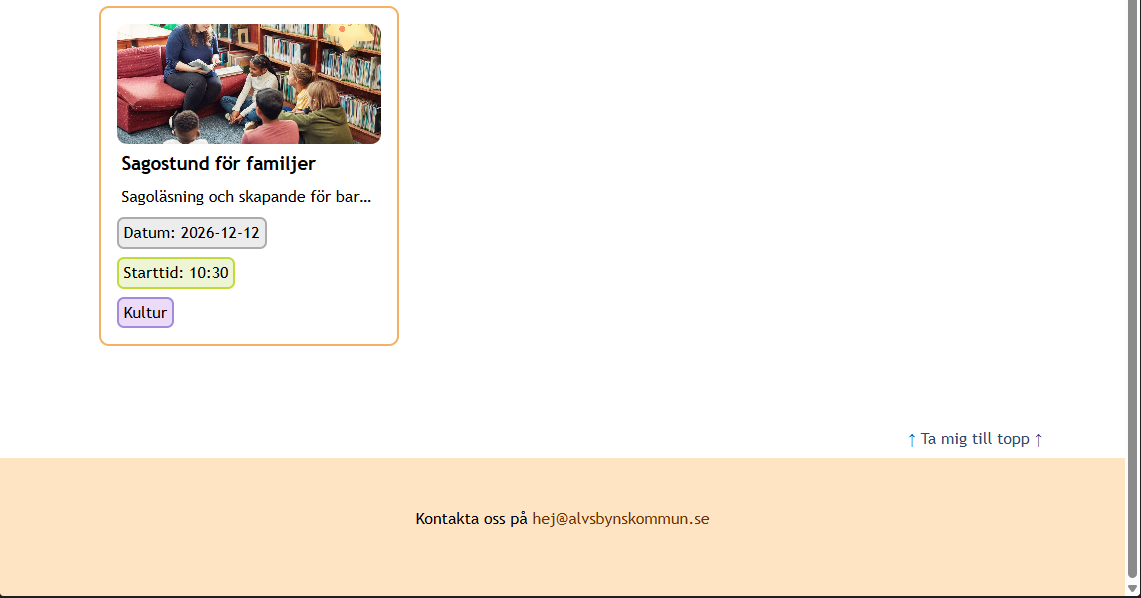 Sagostund för familjer
Sagoläsning och skapande för bar...
Datum: 2026-12-12
Starttid: 10:30
Kultur
↑ Ta mig till topp ↑
Kontakta oss på hej@alvsbynskommun.se